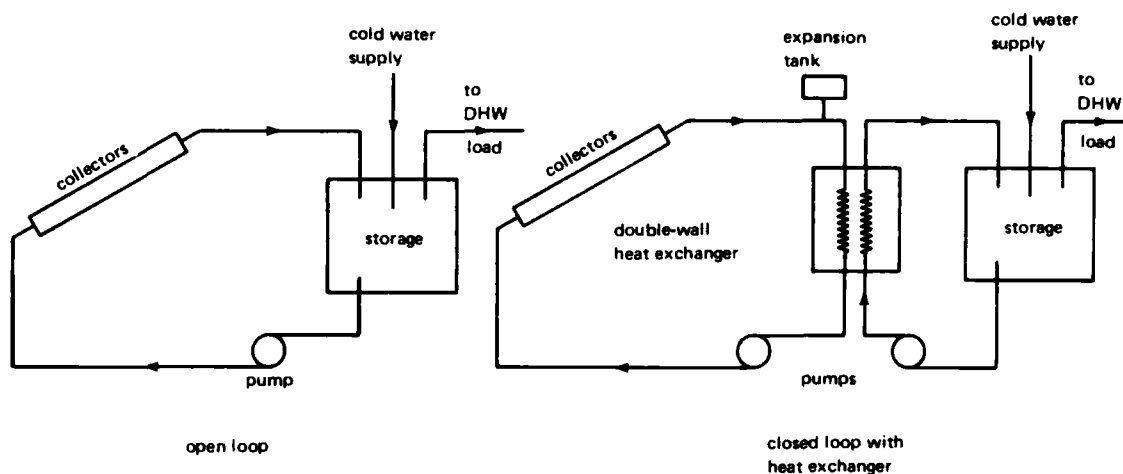 cold water
supply
to
DHW
load
collectors
storage
pump
open loop
expansion
tank
cold water
supply
to
DHW
load
collectors
double-wall
heat exchanger
storage
pumps
closed loop with
heat exchanger